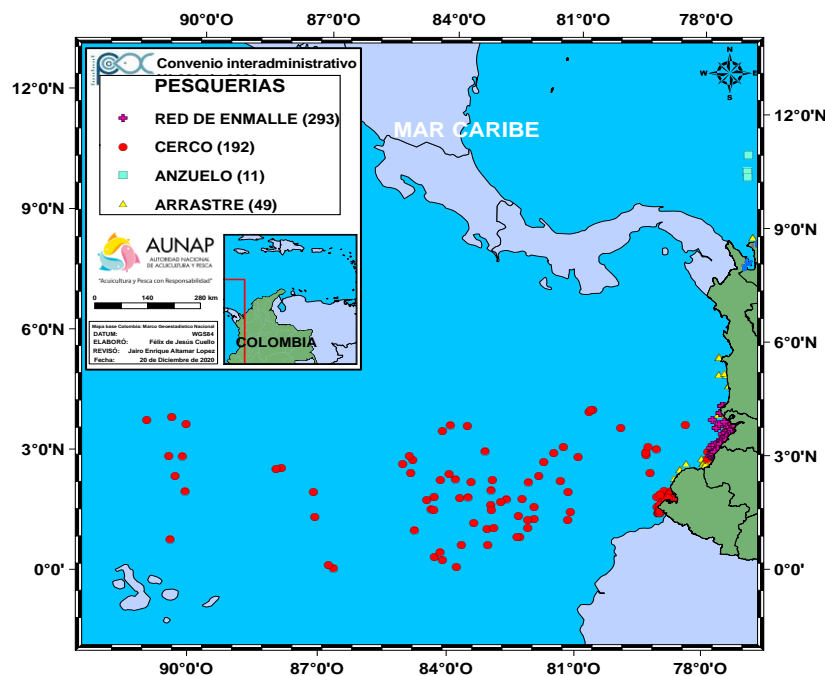 90°0'O 87°0'O 84°0'O 81°0'O 78°0'O
Convenio interadministrativo
PESQUERIAS
RED DE ENMALLE (293)
CERCO (192)
ANZUELO (11)
ARRASTRE (49)
MAR CARIBE
N
W E
S
12°0'N 12°0'N
9°0'N 9°0'N
6°0'N 6°0'N
3°0'N 3°0'N
0°0' 0°0'
AUNAP
AUTORIDAD NACIONAL
DE ACUICULTURA Y PESCA
"Acuicultura y Pesca con Responsabilidad"
0 140 280 km
Mapa base Colombia: Marco Geoestadístico Nacional
DATUM: WGS84
ELABORÓ: Félix de Jesús Cuello
REVISÓ: Jairo Enrique Altamar Lopez
Fecha: 20 de Diciembre de 2020
COLOMBIA
90°0'O 87°0'O 84°0'O 81°0'O 78°0'O